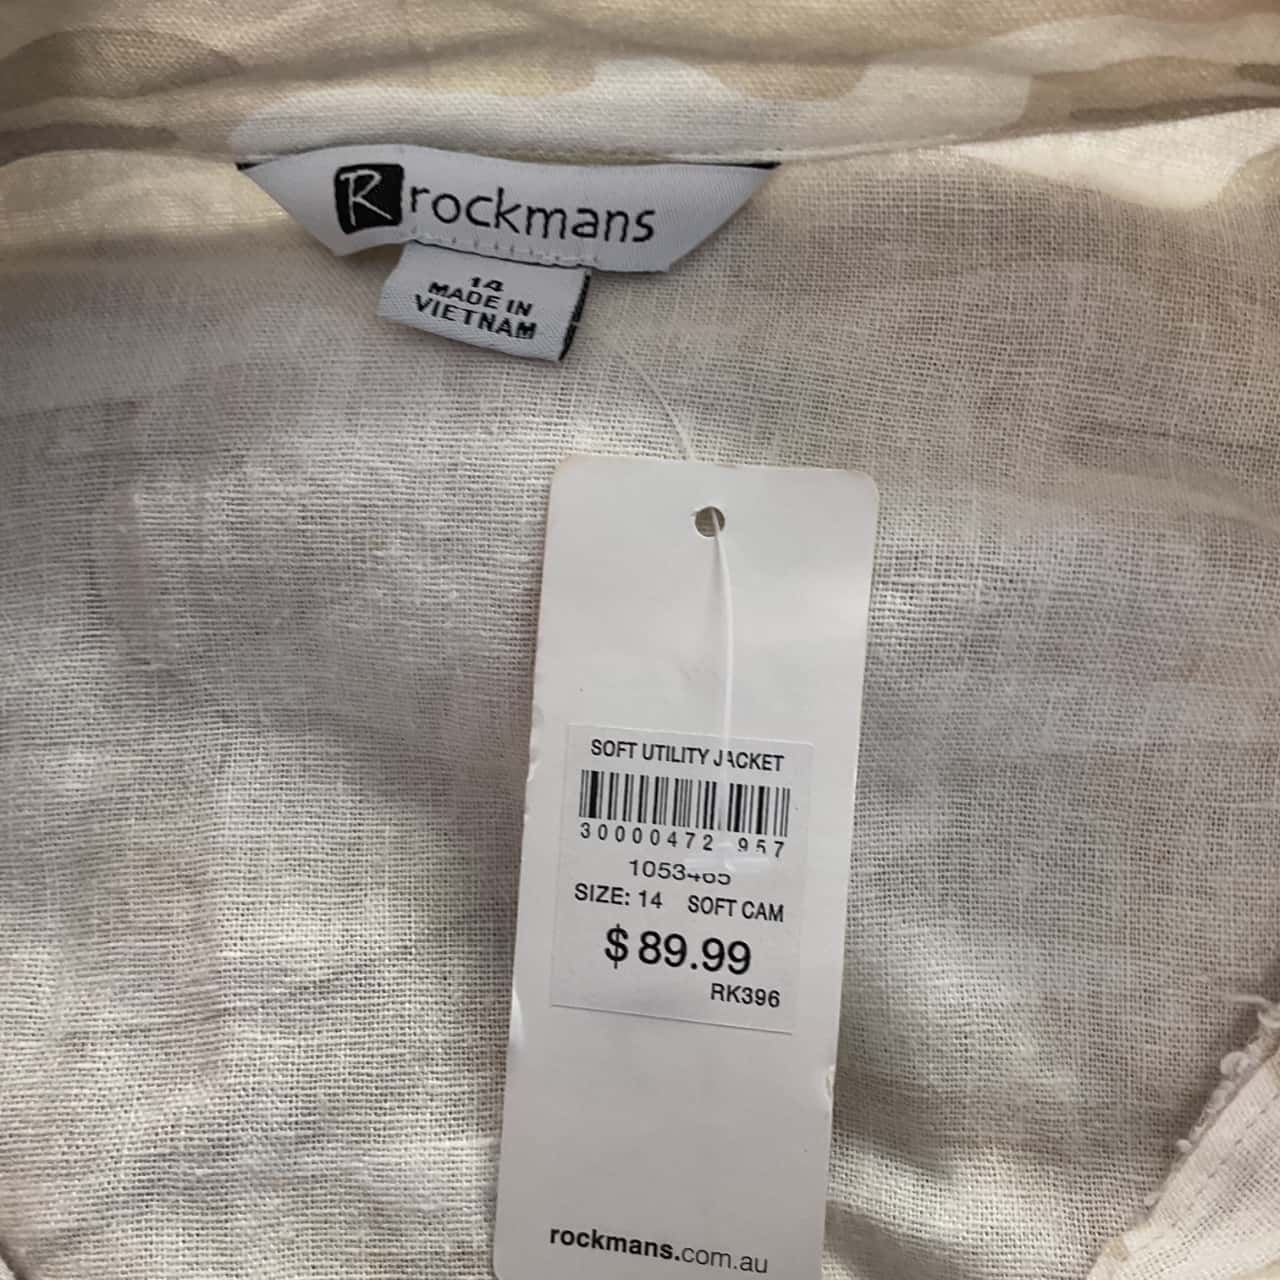 R rockmans
14
MADE IN
VIETNAM
SOFT UTILITY JACKET
30000472 957
SIZE: 14 SOFT CAM
$89.99
RK396
rockmans.com.au